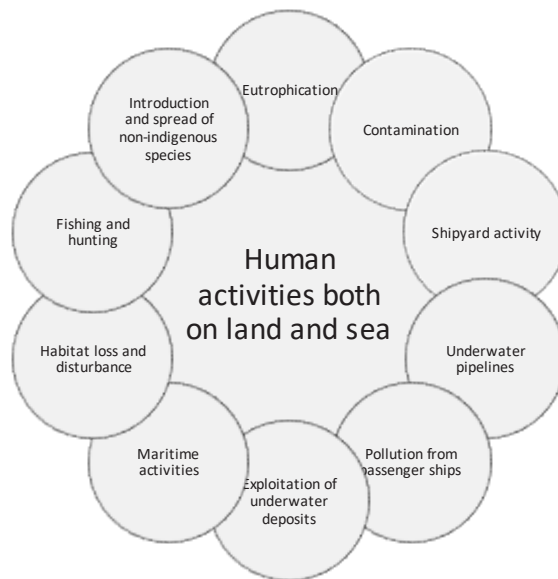 Eutrophication
Contamination
Shipyard activity
Underwater
pipelines
Pollution from
passenger ships
Exploitation of
underwater
deposits
Maritime
activities
Habitat loss and
disturbance
Fishing and
hunting
Introduction
and spread of
non-indigenous
species
Human
activities both
on land and sea